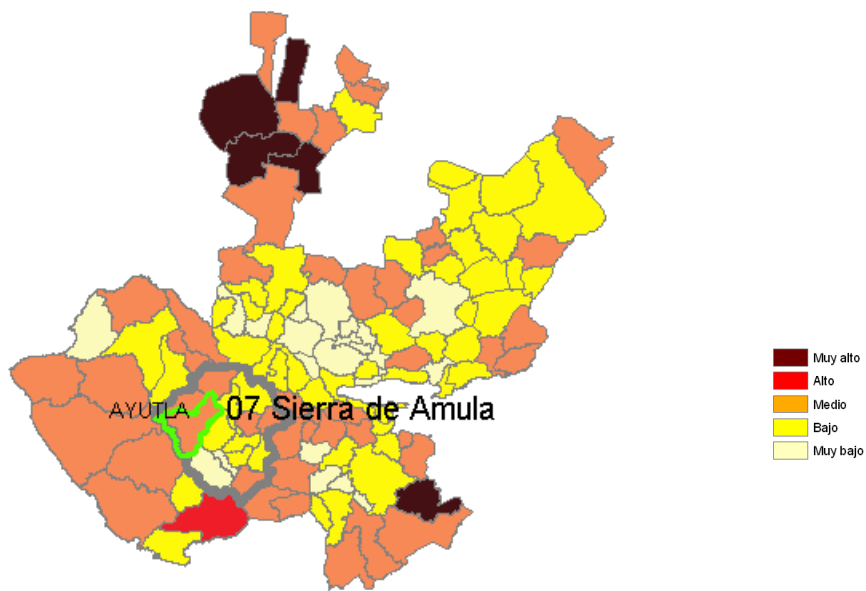 AYUTLA
07 Sierra de Amula
Muy alto
Alto
Medio
Bajo
Muy bajo